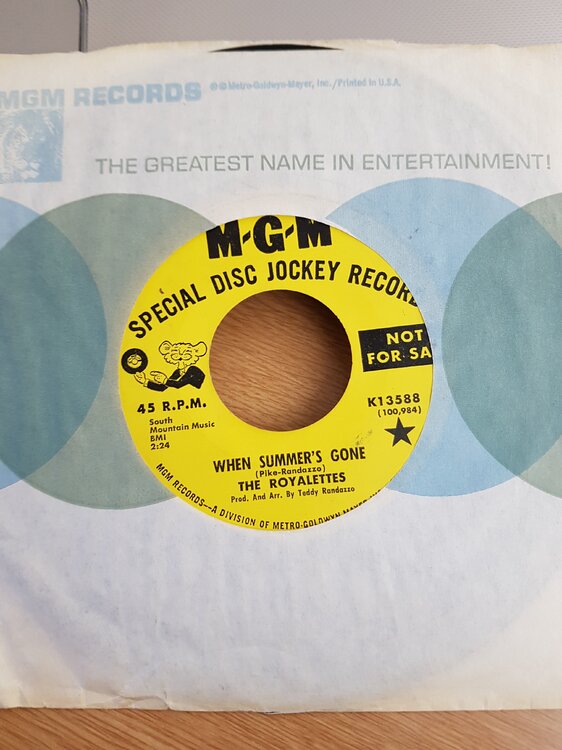 MGM RECORDS ℗ © Metro-Goldwyn-Mayer, Inc./Printed in U.S.A.
THE GREATEST NAME IN ENTERTAINMENT!
M-G-M
SPECIAL DISC JOCKEY RECORD
NOT
FOR SA
45 R.P.M.
South
Mountain Music
BMI
2:24
K13588
(100,984)
WHEN SUMMER'S GONE
(Pike-Randazzo)
THE ROYALETTES
Prod. And Arr. By Teddy Randazzo
MGM RECORDS—A DIVISION OF METRO-GOLDWYN-MAYER